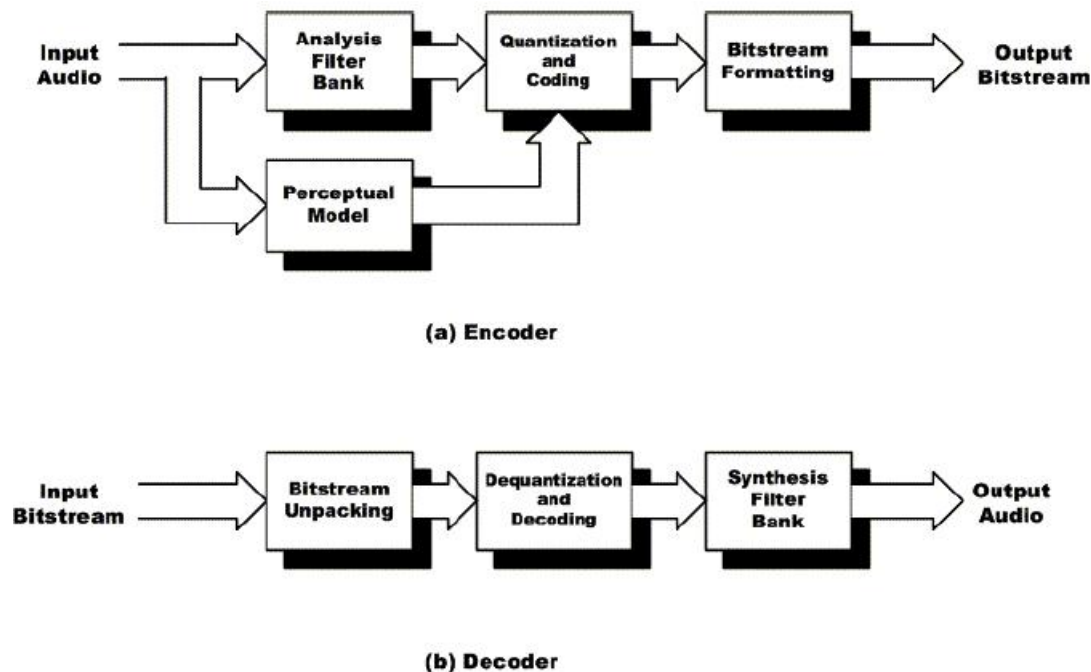 Input
Audio
Analysis
Filter
Bank
Quantization
and
Coding
Bitstream
Formatting
Output
Bitstream
Perceptual
Model
(a) Encoder
Input
Bitstream
Bitstream
Unpacking
Dequantization
and
Decoding
Synthesis
Filter
Bank
Output
Audio
(b) Decoder